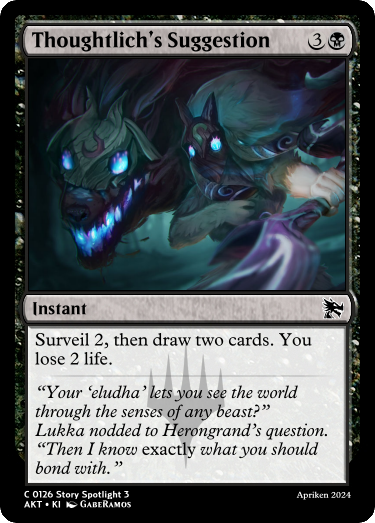 Thoughtlich's Suggestion 3
Instant
Surveil 2, then draw two cards. You
lose 2 life.
“Your ‘eludha’ lets you see the world
through the senses of any beast?”
Lukka nodded to Herongrand's question.
“Then I know exactly what you should
bond with.”
C 0126 Story Spotlight 3
Apriken 2024
AKT • KI GabeRamos